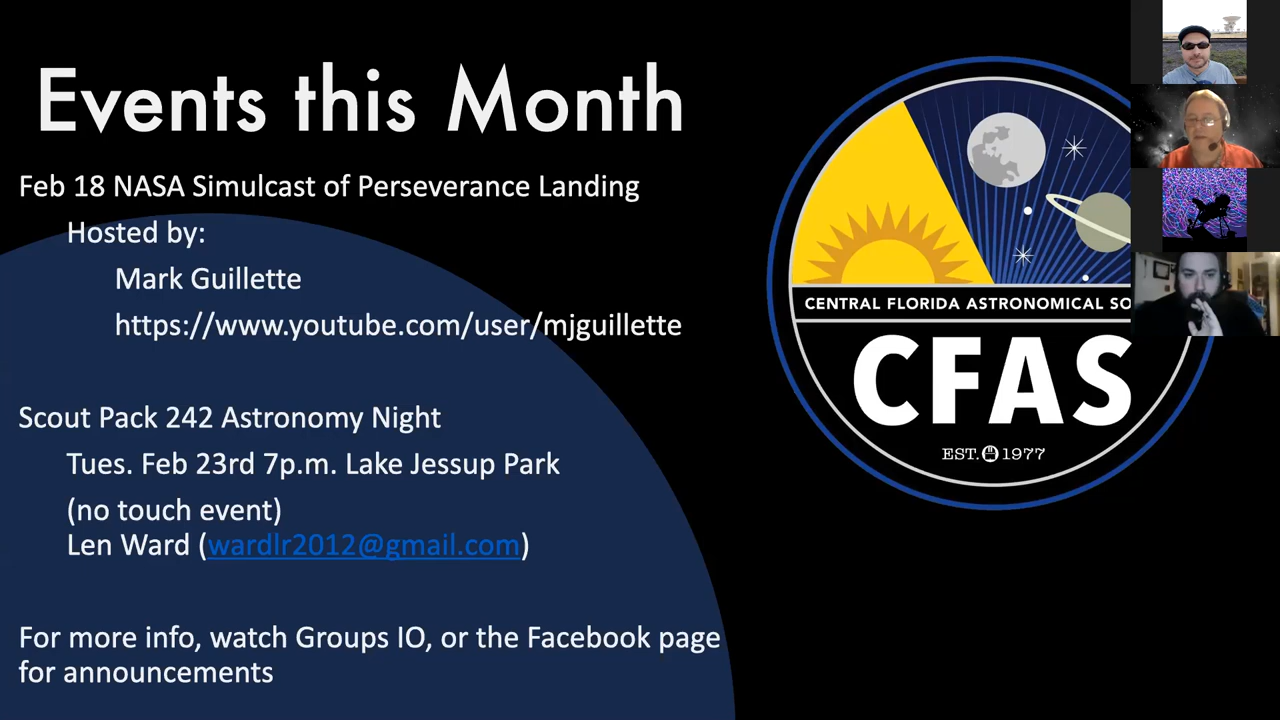 Events this Month
Feb 18 NASA Simulcast of Perseverance Landing
Hosted by:
Mark Guillette
https://www.youtube.com/user/mjguillette
Scout Pack 242 Astronomy Night
Tues. Feb 23rd 7p.m. Lake Jessup Park
(no touch event)
Len Ward (wardlr2012@gmail.com)
For more info, watch Groups IO, or the Facebook page
for announcements
CENTRAL FLORIDA ASTRONOMICAL SO
CFAS
EST. 1977